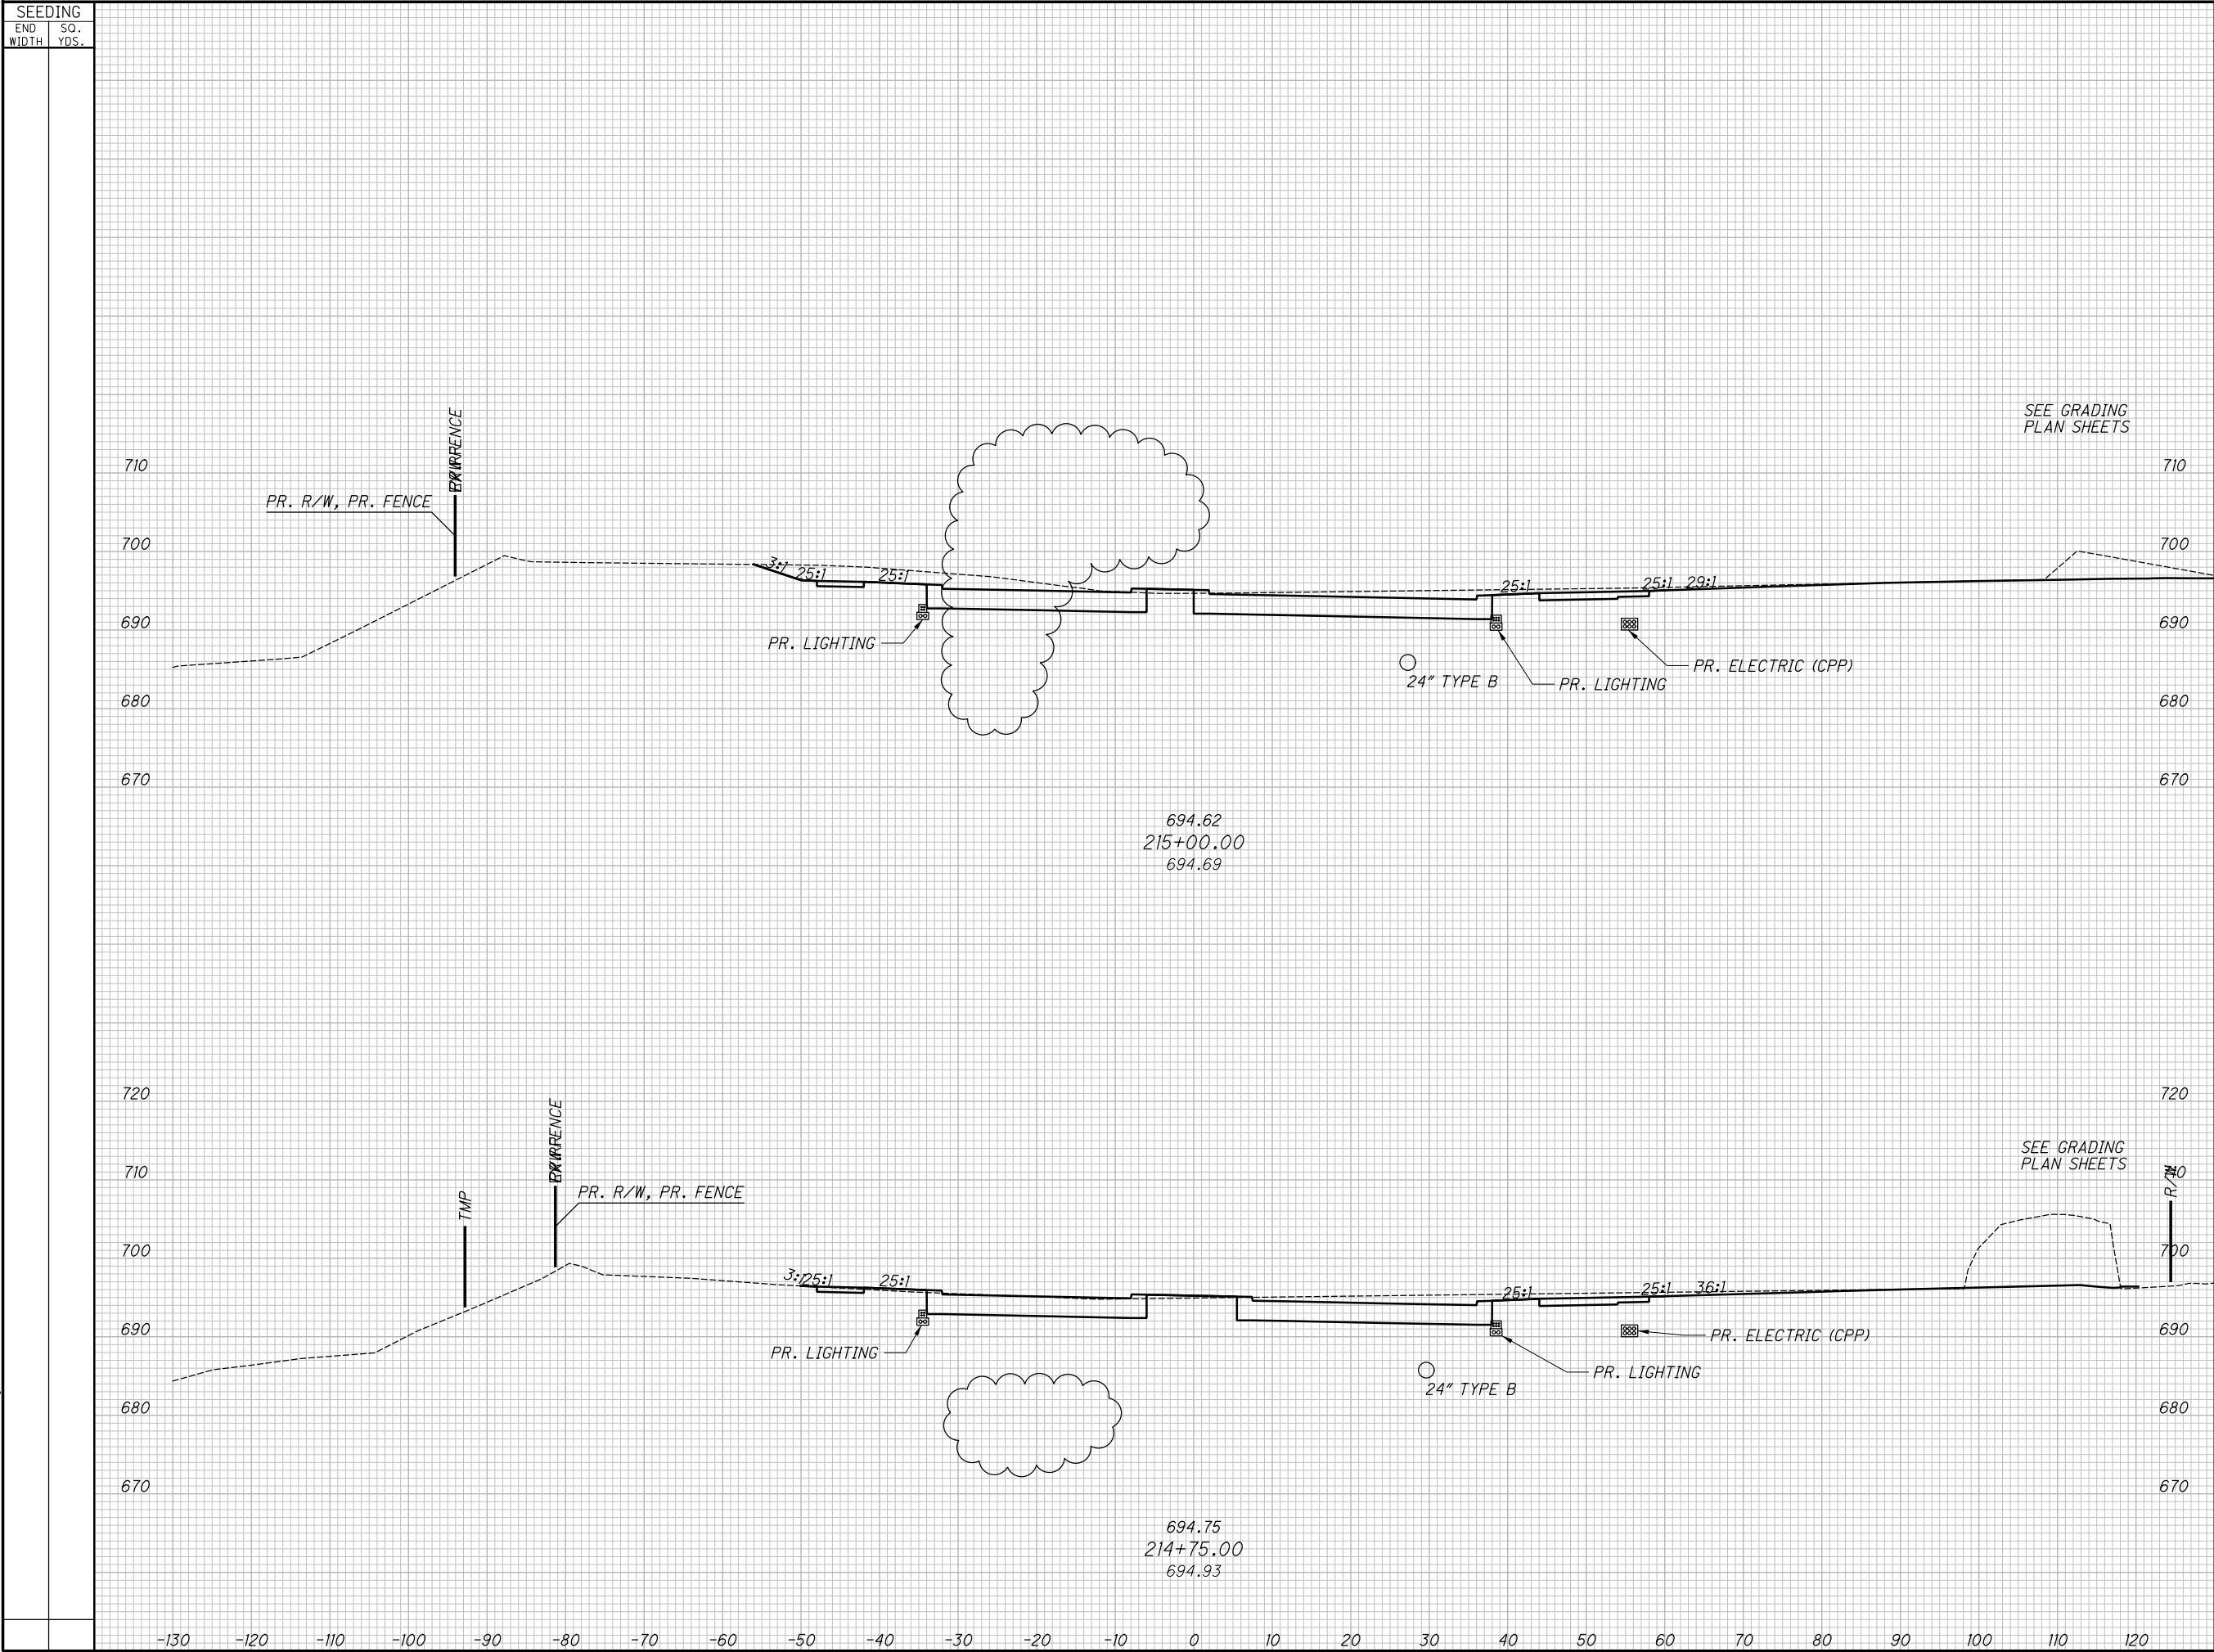 SEEDING
END WIDTH
SQ. YDS.
SEE GRADING
PLAN SHEETS
710
710
PR. R/W, PR. FENCE
700
700
3:1
25:1
25:1
25:1
25:1
29:1
690
690
PR. LIGHTING
PR. ELECTRIC (CPP)
24" TYPE B
PR. LIGHTING
680
680
670
670
694.62
215+00.00
694.69
720
720
SEE GRADING
PLAN SHEETS
710
710
R/W
TMP
PR. R/W, PR. FENCE
700
700
3:1
25:1
25:1
25:1
25:1
36:1
690
690
PR. LIGHTING
PR. ELECTRIC (CPP)
PR. LIGHTING
24" TYPE B
680
680
670
670
694.75
214+75.00
694.93
-130 -120 -110 -100 -90 -80 -70 -60 -50 -40 -30 -20 -10 0 10 20 30 40 50 60 70 80 90 100 110 120